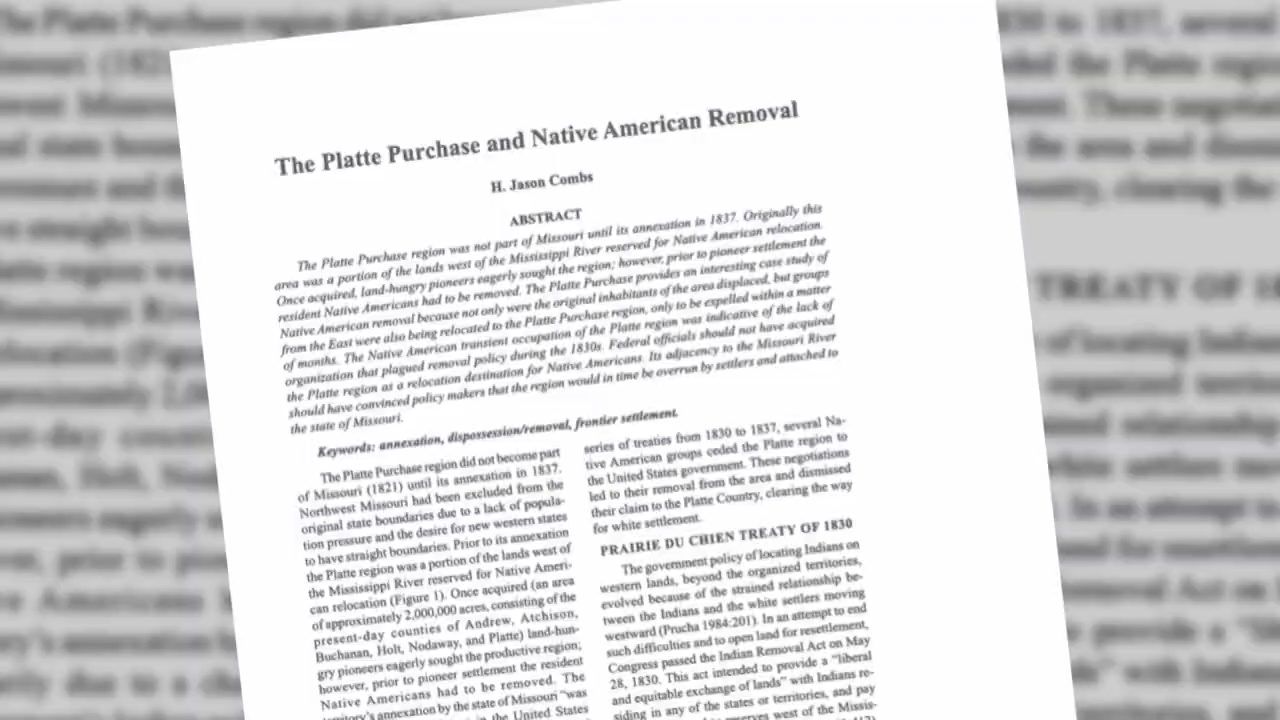 The Platte Purchase and Native American Removal
H. Jason Combs
ABSTRACT
The Platte Purchase region was not part of Missouri until its annexation in 1837. Originally this
area was a portion of the lands west of the Mississippi River reserved for Native American relocation.
Once acquired, land-hungry pioneers eagerly sought the region; however, prior to pioneer settlement the
resident Native Americans had to be removed. The Platte Purchase provides an interesting case study of
Native American removal because not only were the original inhabitants of the area displaced, but groups
from the East were also being relocated to the Platte Purchase region, only to be expelled within a matter
of months. The Native American transient occupation of the Platte region was indicative of the lack of
organization that plagued removal policy during the 1830s. Federal officials should not have acquired
the Platte region as a relocation destination for Native Americans. Its adjacency to the Missouri River
should have convinced policy makers that the region would in time be overrun by settlers and attached to
the state of Missouri.
Keywords: annexation, dispossession/removal, frontier settlement.
The Platte Purchase region did not become part
of Missouri (1821) until its annexation in 1837.
Northwest Missouri had been excluded from the
original state boundaries due to a lack of popula-
tion pressure and the desire for new western states
to have straight boundaries. Prior to its annexation
the Platte region was a portion of the lands west of
the Mississippi River reserved for Native Ameri-
can relocation (Figure 1). Once acquired (an area
of approximately 2,000,000 acres, consisting of the
present-day counties of Andrew, Atchison,
Buchanan, Holt, Nodaway, and Platte) land-hun-
gry pioneers eagerly sought the productive region;
however, prior to pioneer settlement the resident
Native Americans had to be removed. The
territory's annexation by the state of Missouri "was
in the United States
series of treaties from 1830 to 1837, several Na-
tive American groups ceded the Platte region to
the United States government. These negotiations
led to their removal from the area and dismissed
their claim to the Platte Country, clearing the way
for white settlement.
PRAIRIE DU CHIEN TREATY OF 1830
The government policy of locating Indians on
western lands, beyond the organized territories,
evolved because of the strained relationship be-
tween the Indians and the white settlers moving
westward (Prucha 1984:201). In an attempt to end
such difficulties and to open land for resettlement,
Congress passed the Indian Removal Act on May
28, 1830. This act intended to provide a "liberal
and equitable exchange of lands" with Indians re-
siding in any of the states or territories, and pay
reserves west of the Missis-